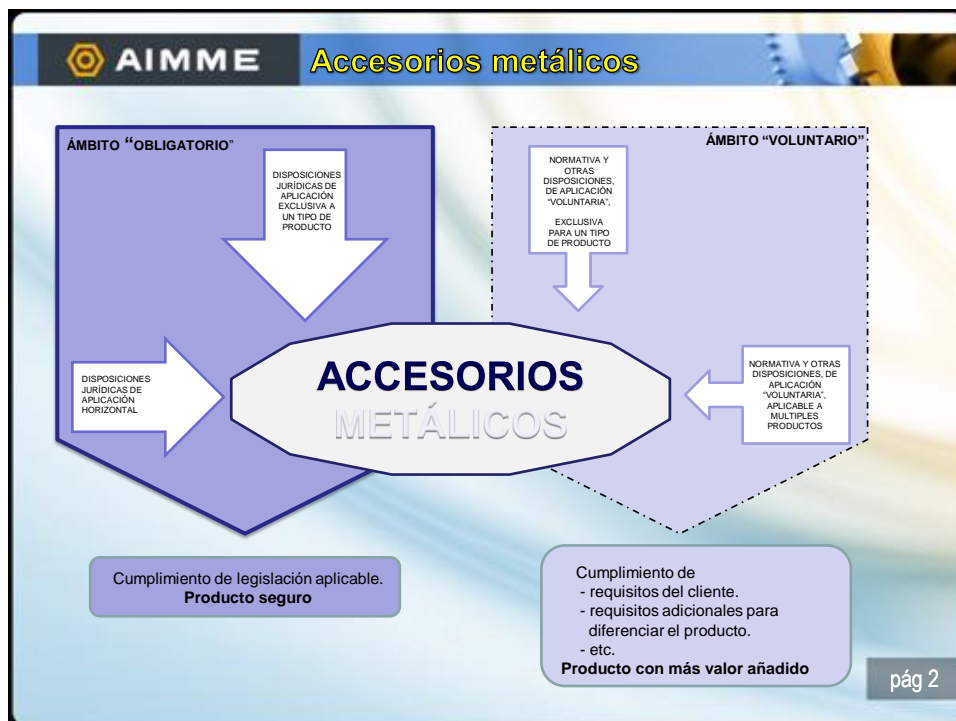 AIMME
Accesorios metálicos
ÁMBITO “OBLIGATORIO”
DISPOSICIONES
JURÍDICAS DE
APLICACIÓN
EXCLUSIVA A
UN TIPO DE
PRODUCTO
DISPOSICIONES
JURÍDICAS DE
APLICACIÓN
HORIZONTAL
ÁMBITO “VOLUNTARIO”
NORMATIVA Y
OTRAS
DISPOSICIONES,
DE APLICACIÓN
“VOLUNTARIA”,
EXCLUSIVA
PARA UN TIPO
DE PRODUCTO
NORMATIVA Y OTRAS
DISPOSICIONES, DE
APLICACIÓN
“VOLUNTARIA”,
APLICABLE A
MULTIPLES
PRODUCTOS
ACCESORIOS
METÁLICOS
Cumplimiento de legislación aplicable.
Producto seguro
Cumplimiento de
- requisitos del cliente.
- requisitos adicionales para
diferenciar el producto.
- etc.
Producto con más valor añadido
pág 2